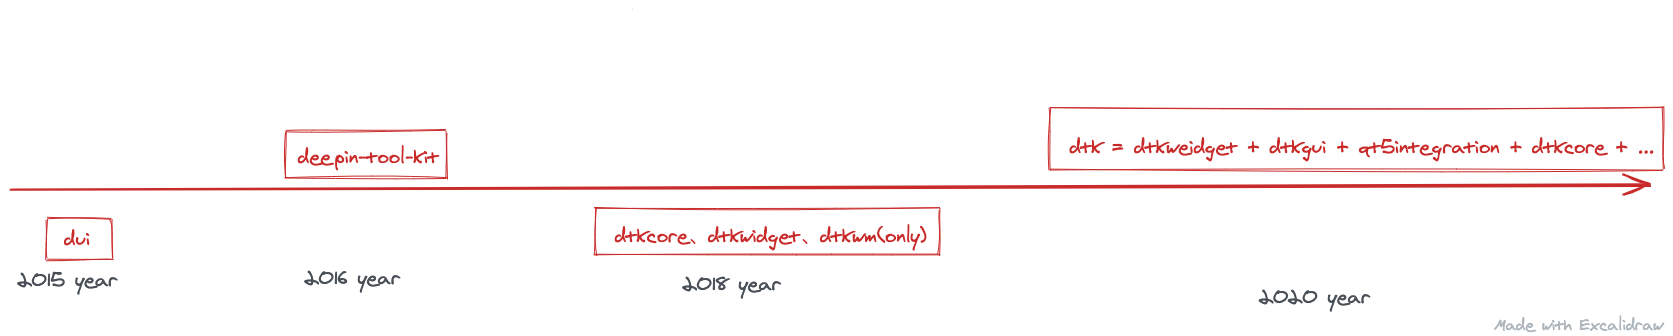 deepin-tool-kit
dtk = dtkweidget + dtkgui + qt5integration + dtkcore + ...
dui
dtkcore、dtkwidget、dtkwm(only)
2015 year
2016 year
2018 year
2020 year
Made with Excalidraw